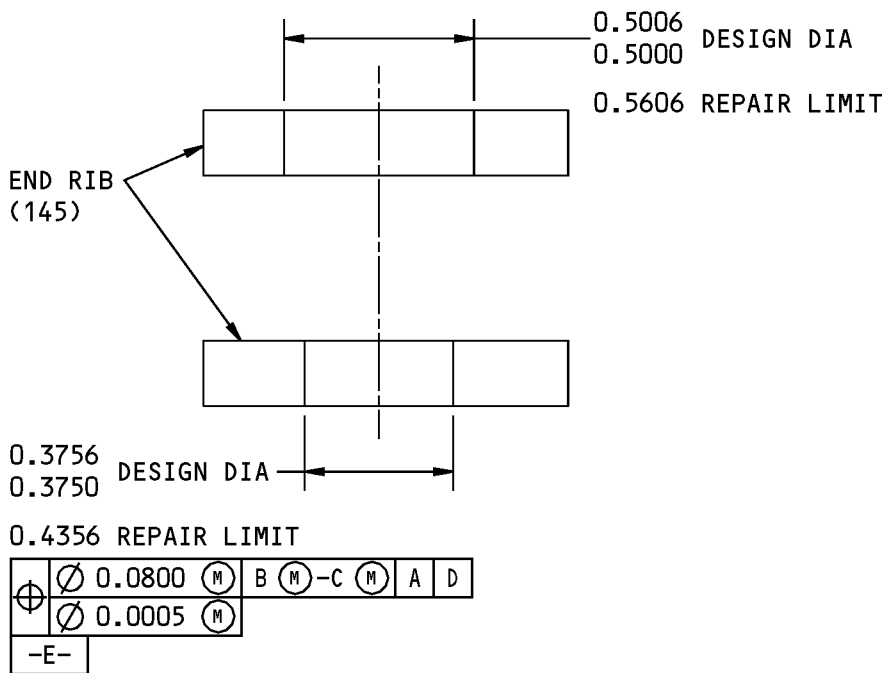 0.5006
0.5000 DESIGN DIA
0.5606 REPAIR LIMIT
END RIB
(145)
0.3756
0.3750 DESIGN DIA
0.4356 REPAIR LIMIT
⌖ ⌀ 0.0800 Ⓜ B Ⓜ-C Ⓜ A D
⌀ 0.0005 Ⓜ
-E-